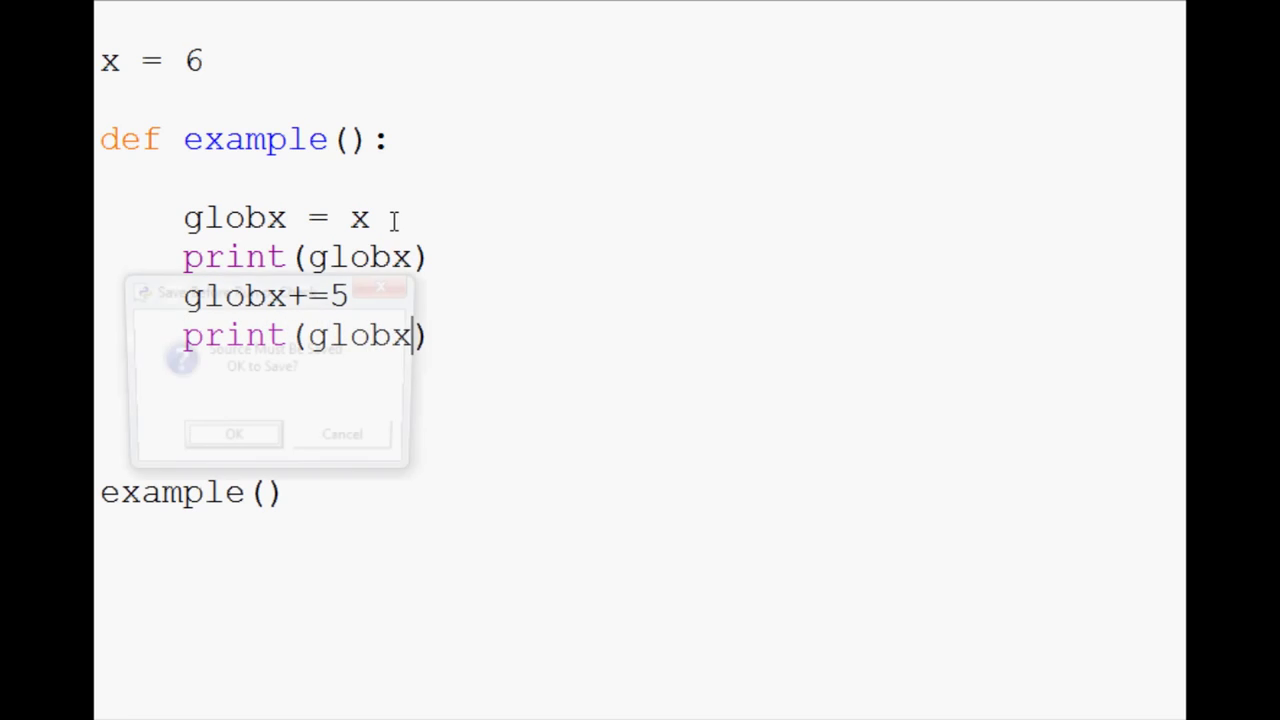 x = 6
def example():
globx = x
print(globx)
globx+=5
print(globx)
Source Must Be Saved
OK to Save?
OK Cancel
example()